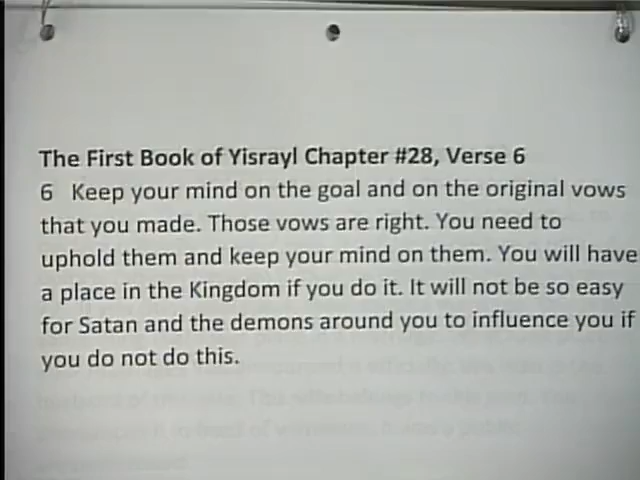 The First Book of Yisrayl Chapter #28, Verse 6
6 Keep your mind on the goal and on the original vows
that you made. Those vows are right. You need to
uphold them and keep your mind on them. You will have
a place in the Kingdom if you do it. It will not be so easy
for Satan and the demons around you to influence you if
you do not do this.